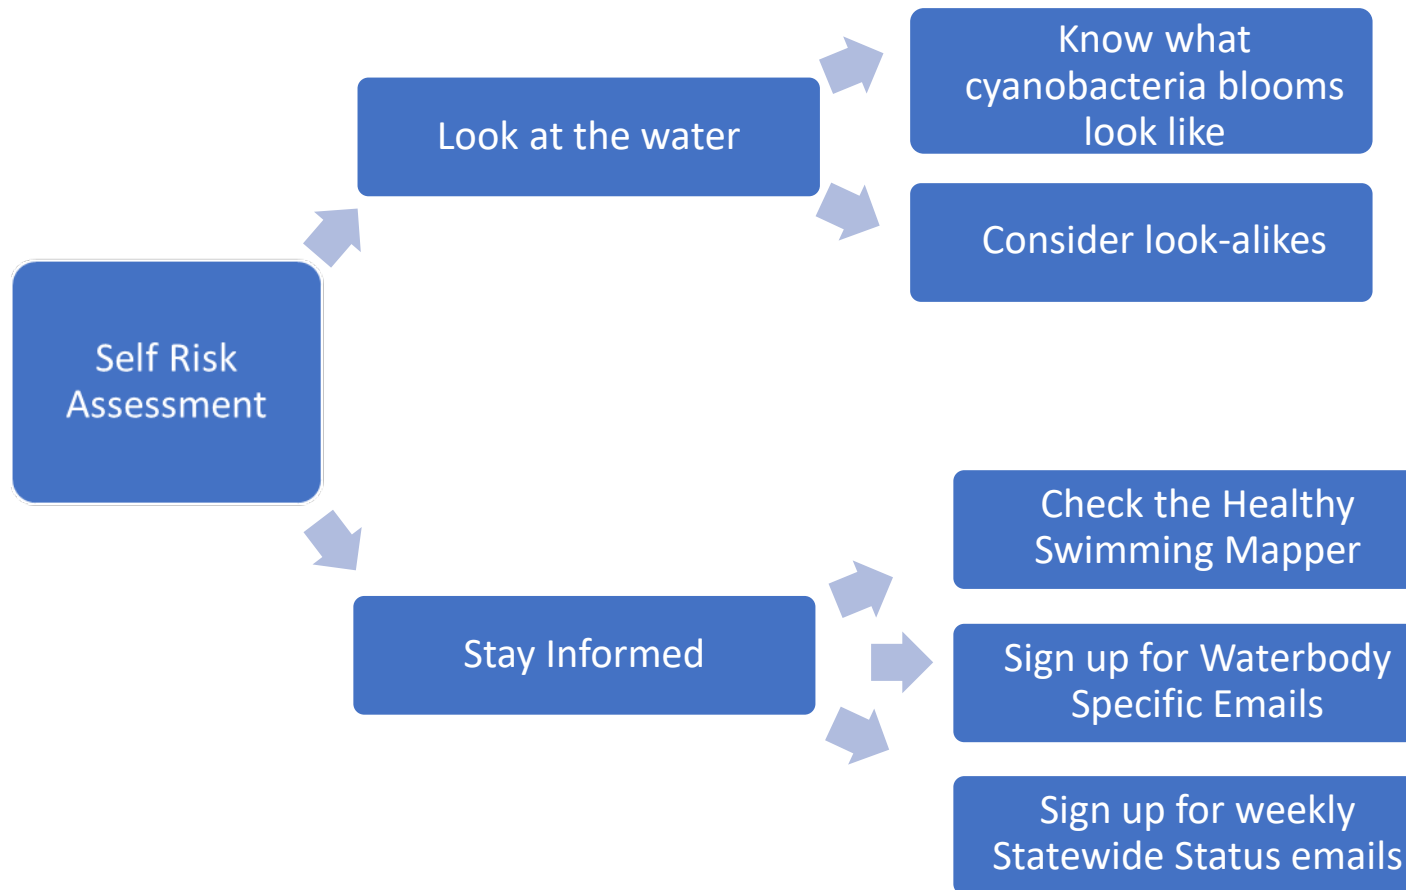 Know what
cyanobacteria blooms
look like
Look at the water
Consider look-alikes
Self Risk
Assessment
Check the Healthy
Swimming Mapper
Stay Informed
Sign up for Waterbody
Specific Emails
Sign up for weekly
Statewide Status emails